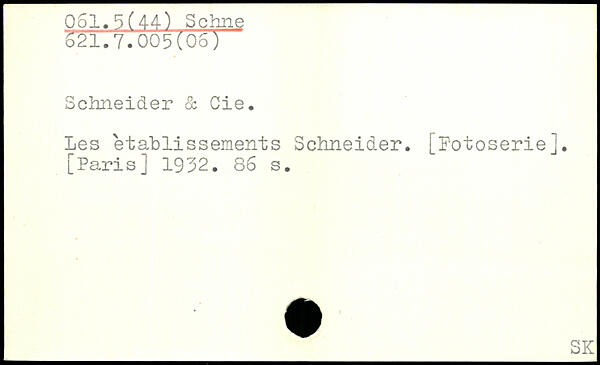 061.5(44) Schne
621.7.005(06)
Schneider & Cie.
Les ètablissements Schneider. [Fotoserie].
[Paris] 1932. 86 s.
SK